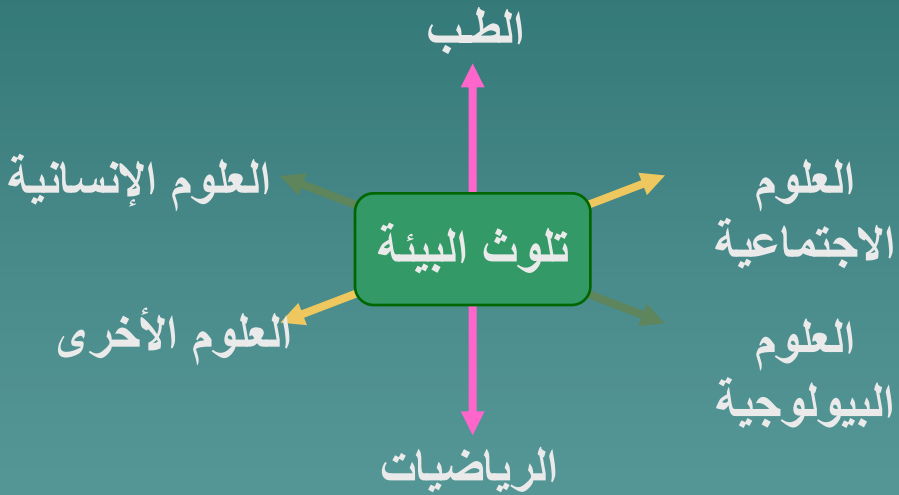 الطب
العلوم
الاجتماعية
العلوم الإنسانية
تلوث البيئة
العلوم
البيولوجية
العلوم الأخرى
الرياضيات